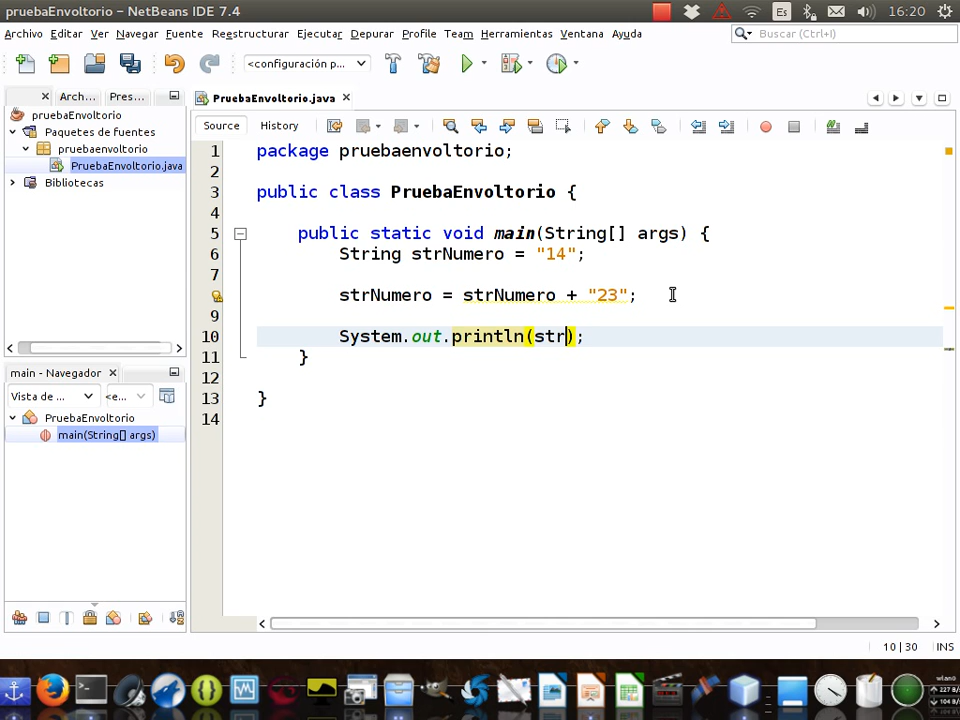 pruebaEnvoltorio – NetBeans IDE 7.4
Es
16:20
Archivo Editar Ver Navegar Fuente Reestructurar Ejecutar Depurar Profile Team Herramientas Ventana Ayuda
Buscar (Ctrl+I)
<configuración p...
Arch... Pres...
PruebaEnvoltorio.java
pruebaEnvoltorio
Paquetes de fuentes
pruebaenvoltorio
PruebaEnvoltorio.java
Bibliotecas
Source History
1 package pruebaenvoltorio;
2
3 public class PruebaEnvoltorio {
4
5 public static void main(String[] args) {
6 String strNumero = "14";
7
strNumero = strNumero + "23";
9
10 System.out.println(str);
11 }
12
13 }
14
main - Navegador
Vista de ... <e...
PruebaEnvoltorio
main(String[] args)
10 | 30 INS
wlan0
227 B
104 B